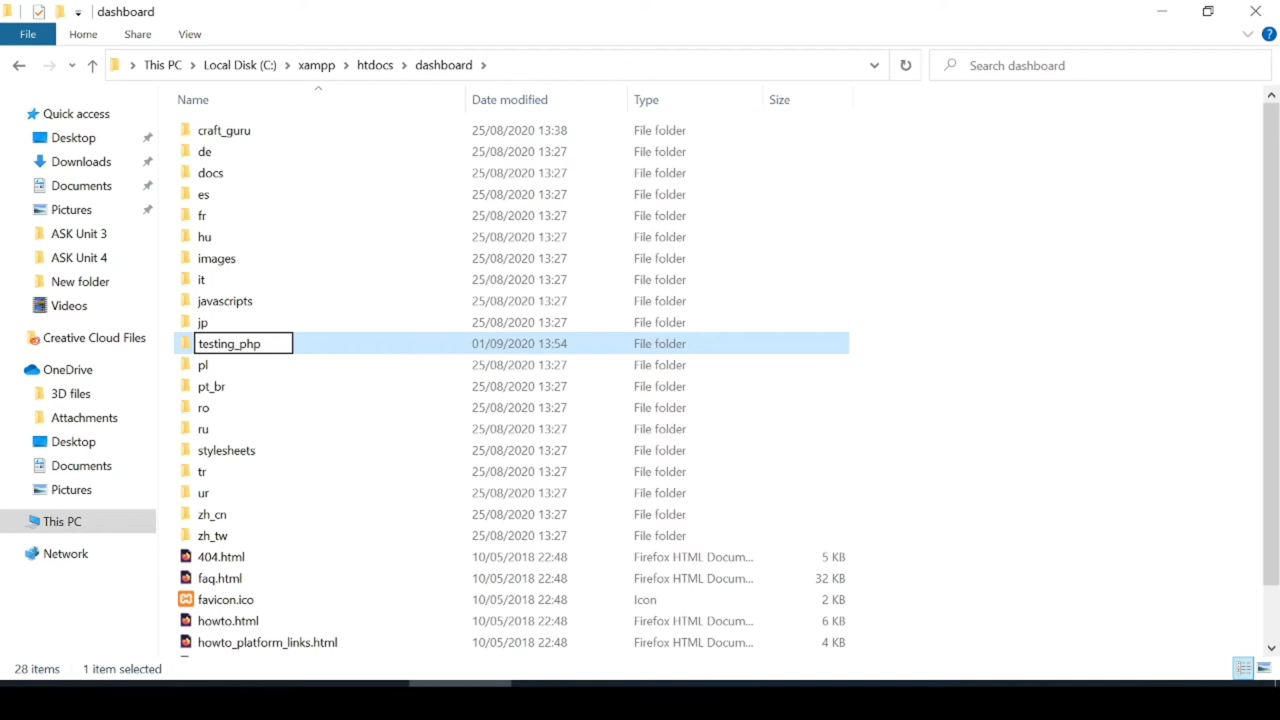 dashboard
File Home Share View
This PC Local Disk (C:) xampp htdocs dashboard Search dashboard
Name Date modified Type Size
Quick access
Desktop
Downloads
Documents
Pictures
ASK Unit 3
ASK Unit 4
New folder
Videos
Creative Cloud Files
OneDrive
3D files
Attachments
Desktop
Documents
Pictures
This PC
Network
craft_guru 25/08/2020 13:38 File folder
de 25/08/2020 13:27 File folder
docs 25/08/2020 13:27 File folder
es 25/08/2020 13:27 File folder
fr 25/08/2020 13:27 File folder
hu 25/08/2020 13:27 File folder
images 25/08/2020 13:27 File folder
it 25/08/2020 13:27 File folder
javascripts 25/08/2020 13:27 File folder
jp 25/08/2020 13:27 File folder
testing_php 01/09/2020 13:54 File folder
pl 25/08/2020 13:27 File folder
pt_br 25/08/2020 13:27 File folder
ro 25/08/2020 13:27 File folder
ru 25/08/2020 13:27 File folder
stylesheets 25/08/2020 13:27 File folder
tr 25/08/2020 13:27 File folder
ur 25/08/2020 13:27 File folder
zh_cn 25/08/2020 13:27 File folder
zh_tw 25/08/2020 13:27 File folder
404.html 10/05/2018 22:48 Firefox HTML Docum... 5 KB
faq.html 10/05/2018 22:48 Firefox HTML Docum... 32 KB
favicon.ico 10/05/2018 22:48 Icon 2 KB
howto.html 10/05/2018 22:48 Firefox HTML Docum... 6 KB
howto_platform_links.html 10/05/2018 22:48 Firefox HTML Docum... 4 KB
28 items 1 item selected